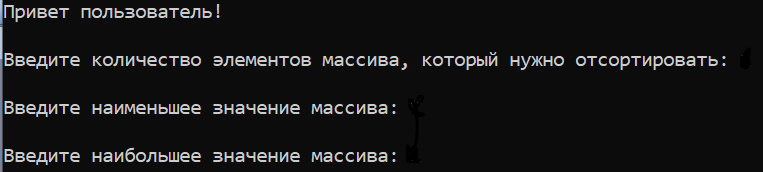 Привет пользователь!
Введите количество элементов массива, который нужно отсортировать:
Введите наименьшее значение массива:
Введите наибольшее значение массива: